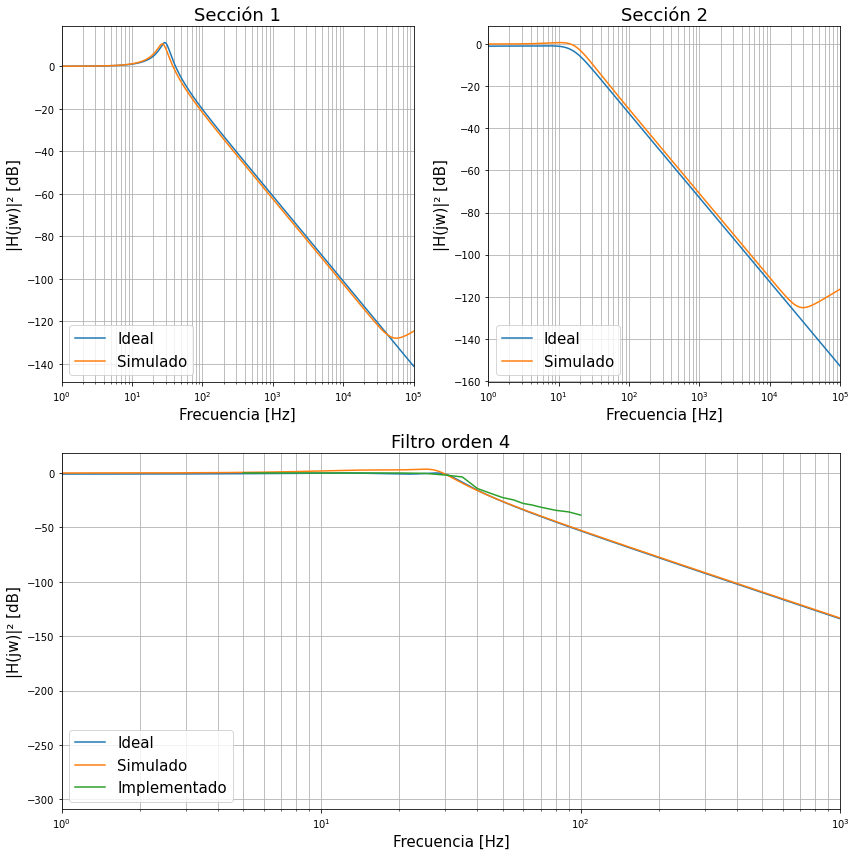 Sección 1
|H(jw)|² [dB]
0
−20
−40
−60
−80
−100
−120
−140
Ideal
Simulado
10⁰ 10¹ 10² 10³ 10⁴ 10⁵
Frecuencia [Hz]
Sección 2
|H(jw)|² [dB]
0
−20
−40
−60
−80
−100
−120
−140
−160
Ideal
Simulado
10⁰ 10¹ 10² 10³ 10⁴ 10⁵
Frecuencia [Hz]
Filtro orden 4
|H(jw)|² [dB]
0
−50
−100
−150
−200
−250
−300
Ideal
Simulado
Implementado
10⁰ 10¹ 10² 10³
Frecuencia [Hz]